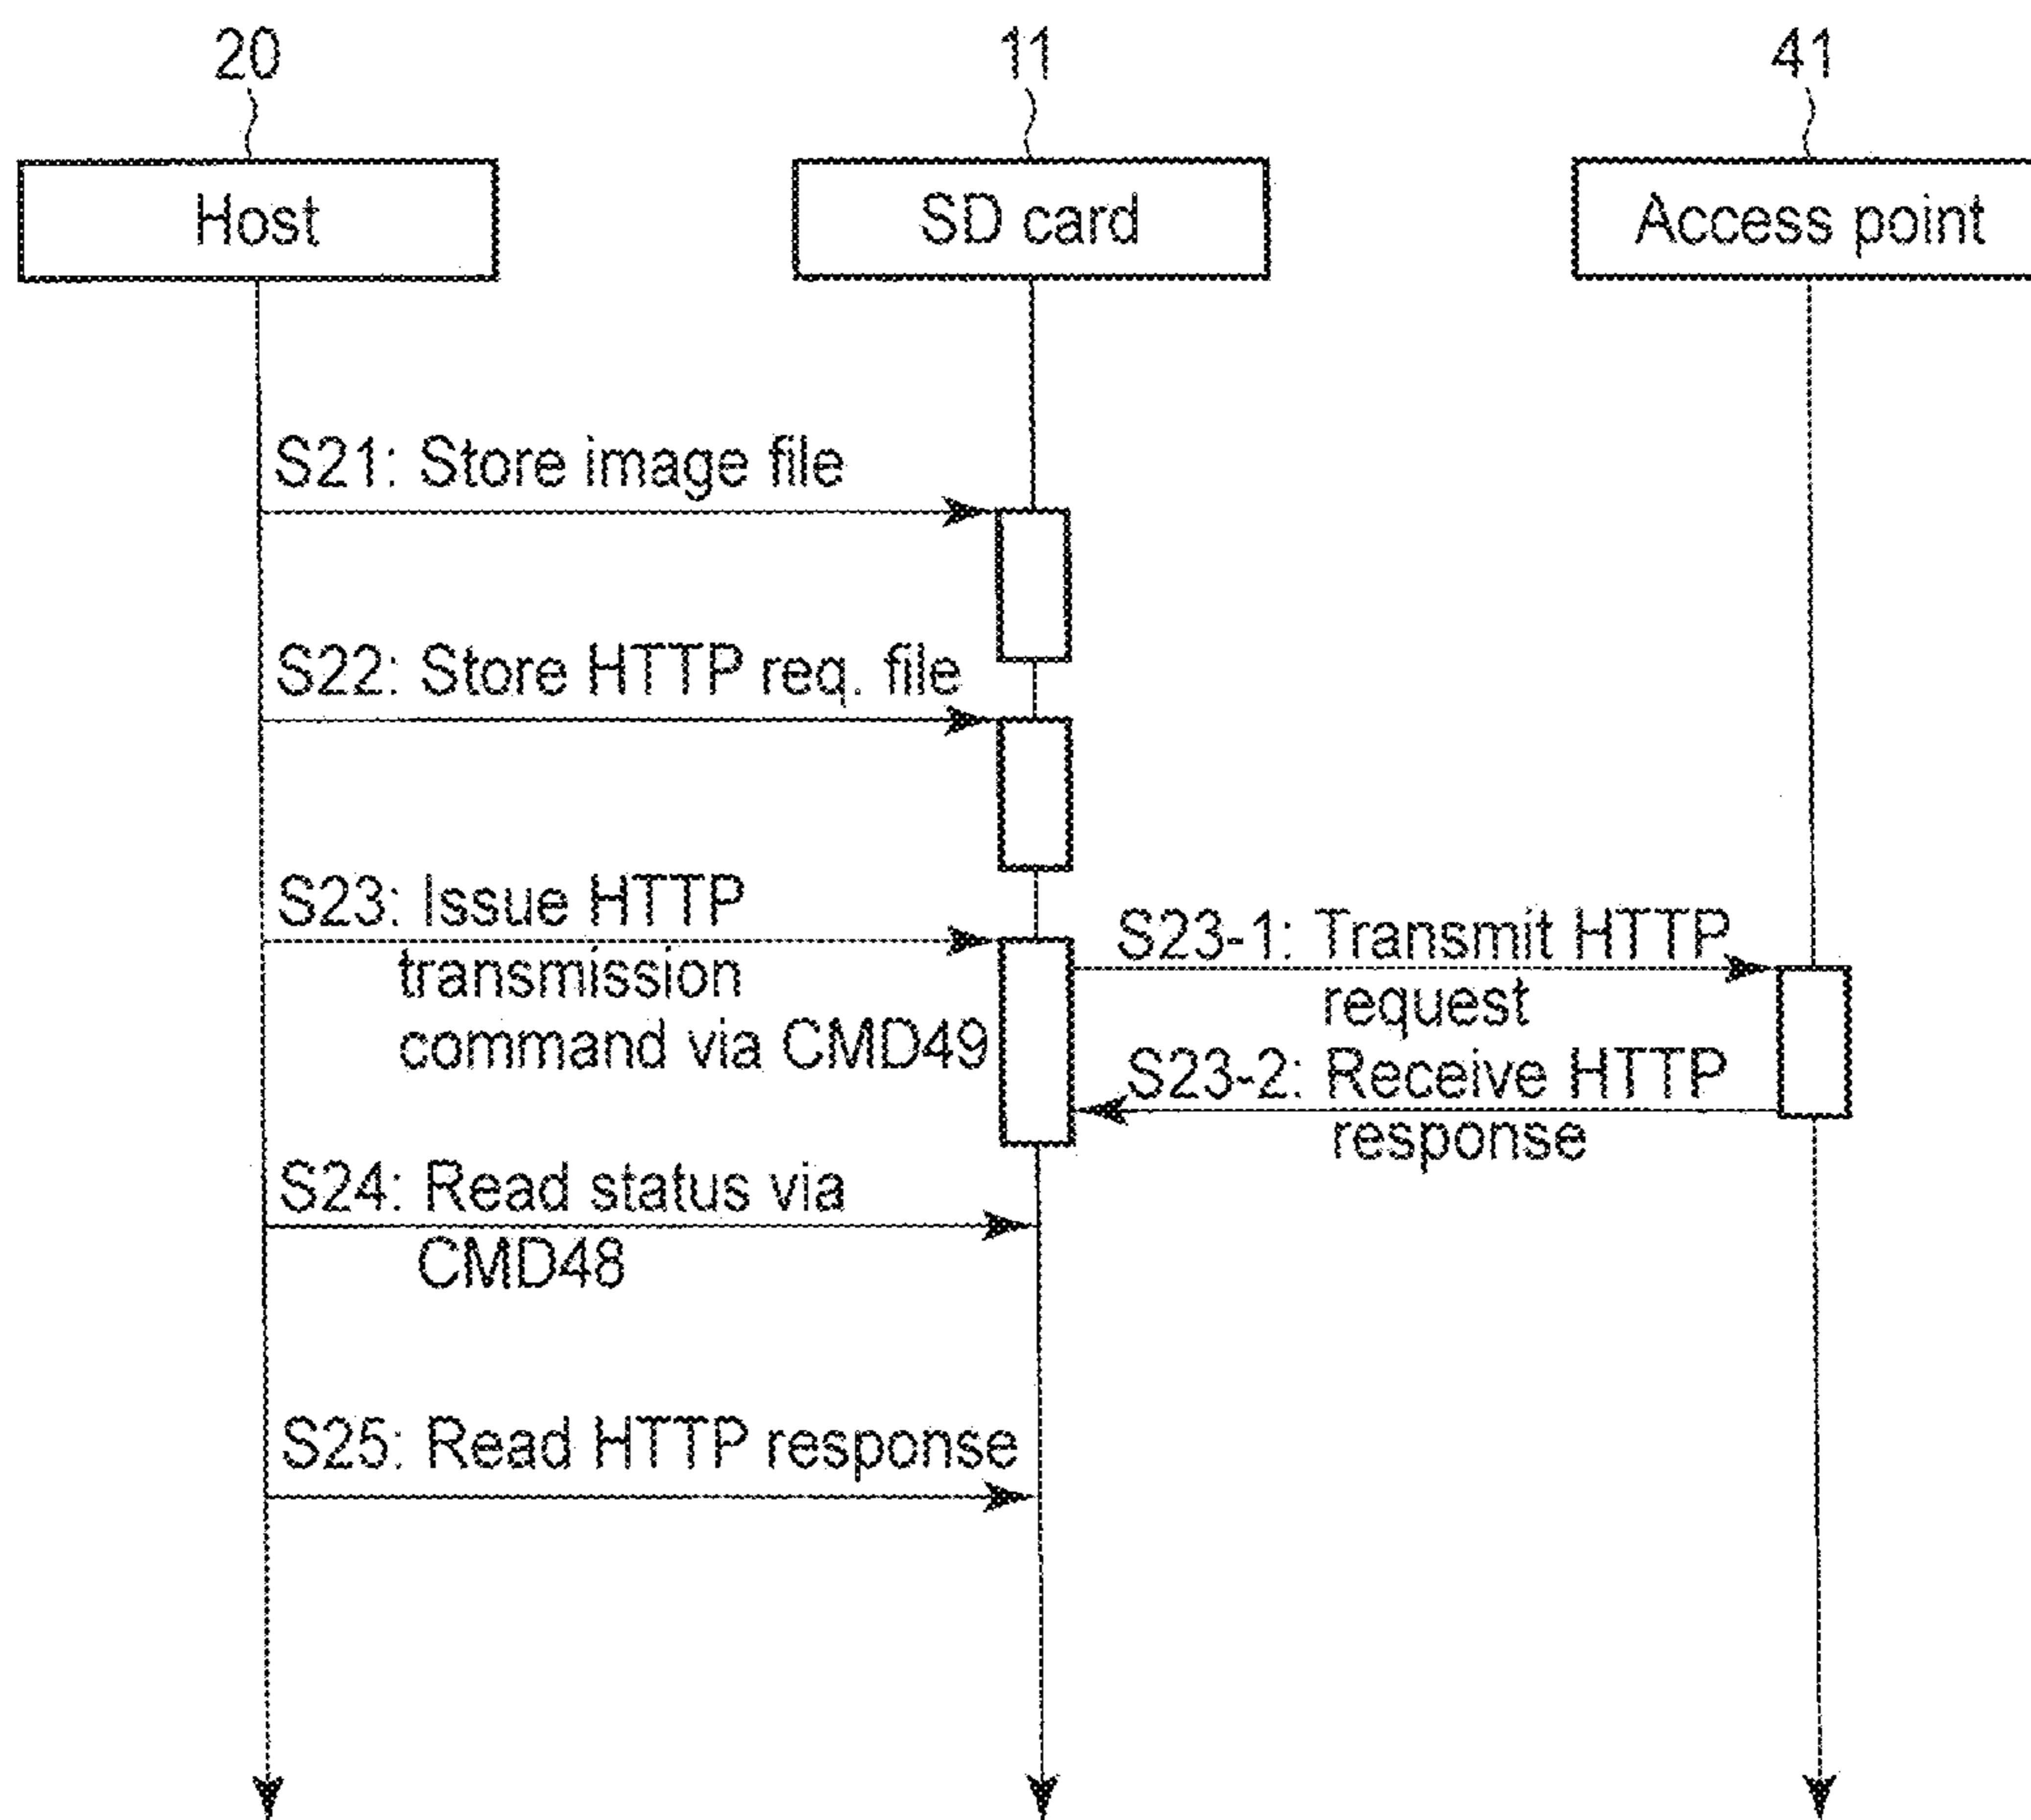 20
11
41
Host
SD card
Access point
S21: Store image file
S22: Store HTTP req. file
S23: Issue HTTP
transmission
command via CMD49
S23-1: Transmit HTTP
request
S23-2: Receive HTTP
response
S24: Read status via
CMD48
S25: Read HTTP response